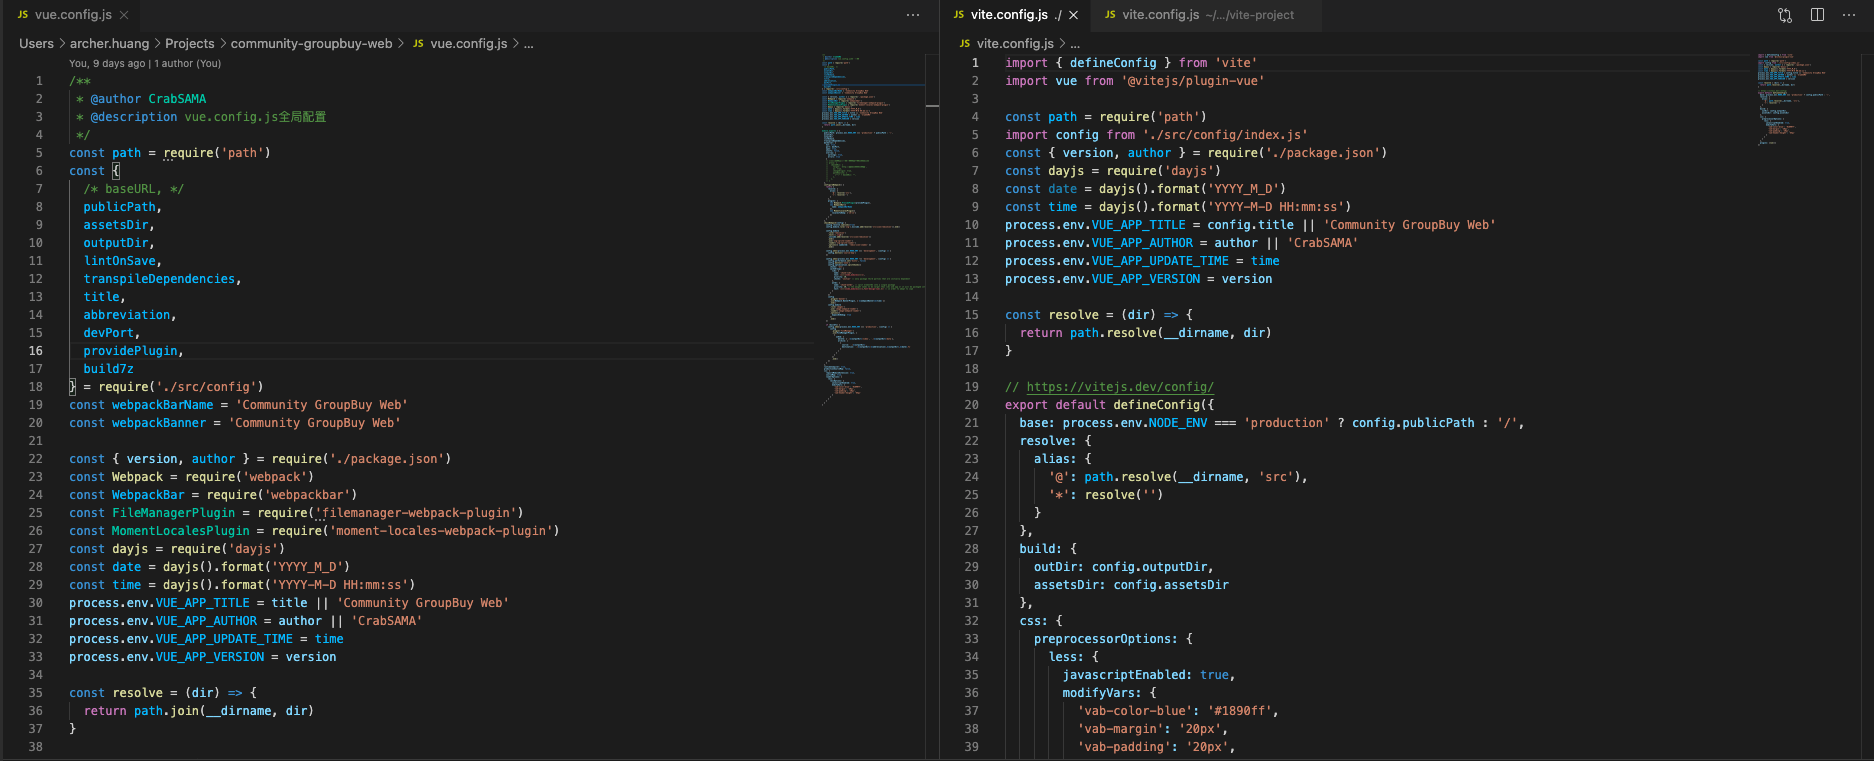 JS vue.config.js ×
Users > archer.huang > Projects > community-groupbuy-web > JS vue.config.js > ...
You, 9 days ago | 1 author (You)
1 /**
2 * @author CrabSAMA
3 * @description vue.config.js全局配置
4 */
5 const path = require('path')
6 const {
7 /* baseURL, */
8 publicPath,
9 assetsDir,
10 outputDir,
11 lintOnSave,
12 transpileDependencies,
13 title,
14 abbreviation,
15 devPort,
16 providePlugin,
17 build7z
18 } = require('./src/config')
19 const webpackBarName = 'Community GroupBuy Web'
20 const webpackBanner = 'Community GroupBuy Web'
21
22 const { version, author } = require('./package.json')
23 const Webpack = require('webpack')
24 const WebpackBar = require('webpackbar')
25 const FileManagerPlugin = require('filemanager-webpack-plugin')
26 const MomentLocalesPlugin = require('moment-locales-webpack-plugin')
27 const dayjs = require('dayjs')
28 const date = dayjs().format('YYYY_M_D')
29 const time = dayjs().format('YYYY-M-D HH:mm:ss')
30 process.env.VUE_APP_TITLE = title || 'Community GroupBuy Web'
31 process.env.VUE_APP_AUTHOR = author || 'CrabSAMA'
32 process.env.VUE_APP_UPDATE_TIME = time
33 process.env.VUE_APP_VERSION = version
34
35 const resolve = (dir) => {
36 return path.join(__dirname, dir)
37 }
38
JS vite.config.js ./ × JS vite.config.js ~/.../vite-project
JS vite.config.js > ...
1 import { defineConfig } from 'vite'
2 import vue from '@vitejs/plugin-vue'
3
4 const path = require('path')
5 import config from './src/config/index.js'
6 const { version, author } = require('./package.json')
7 const dayjs = require('dayjs')
8 const date = dayjs().format('YYYY_M_D')
9 const time = dayjs().format('YYYY-M-D HH:mm:ss')
10 process.env.VUE_APP_TITLE = config.title || 'Community GroupBuy Web'
11 process.env.VUE_APP_AUTHOR = author || 'CrabSAMA'
12 process.env.VUE_APP_UPDATE_TIME = time
13 process.env.VUE_APP_VERSION = version
14
15 const resolve = (dir) => {
16 return path.resolve(__dirname, dir)
17 }
18
19 // https://vitejs.dev/config/
20 export default defineConfig({
21 base: process.env.NODE_ENV === 'production' ? config.publicPath : '/',
22 resolve: {
23 alias: {
24 '@': path.resolve(__dirname, 'src'),
25 '*': resolve('')
26 }
27 },
28 build: {
29 outDir: config.outputDir,
30 assetsDir: config.assetsDir
31 },
32 css: {
33 preprocessorOptions: {
34 less: {
35 javascriptEnabled: true,
36 modifyVars: {
37 'vab-color-blue': '#1890ff',
38 'vab-margin': '20px',
39 'vab-padding': '20px',